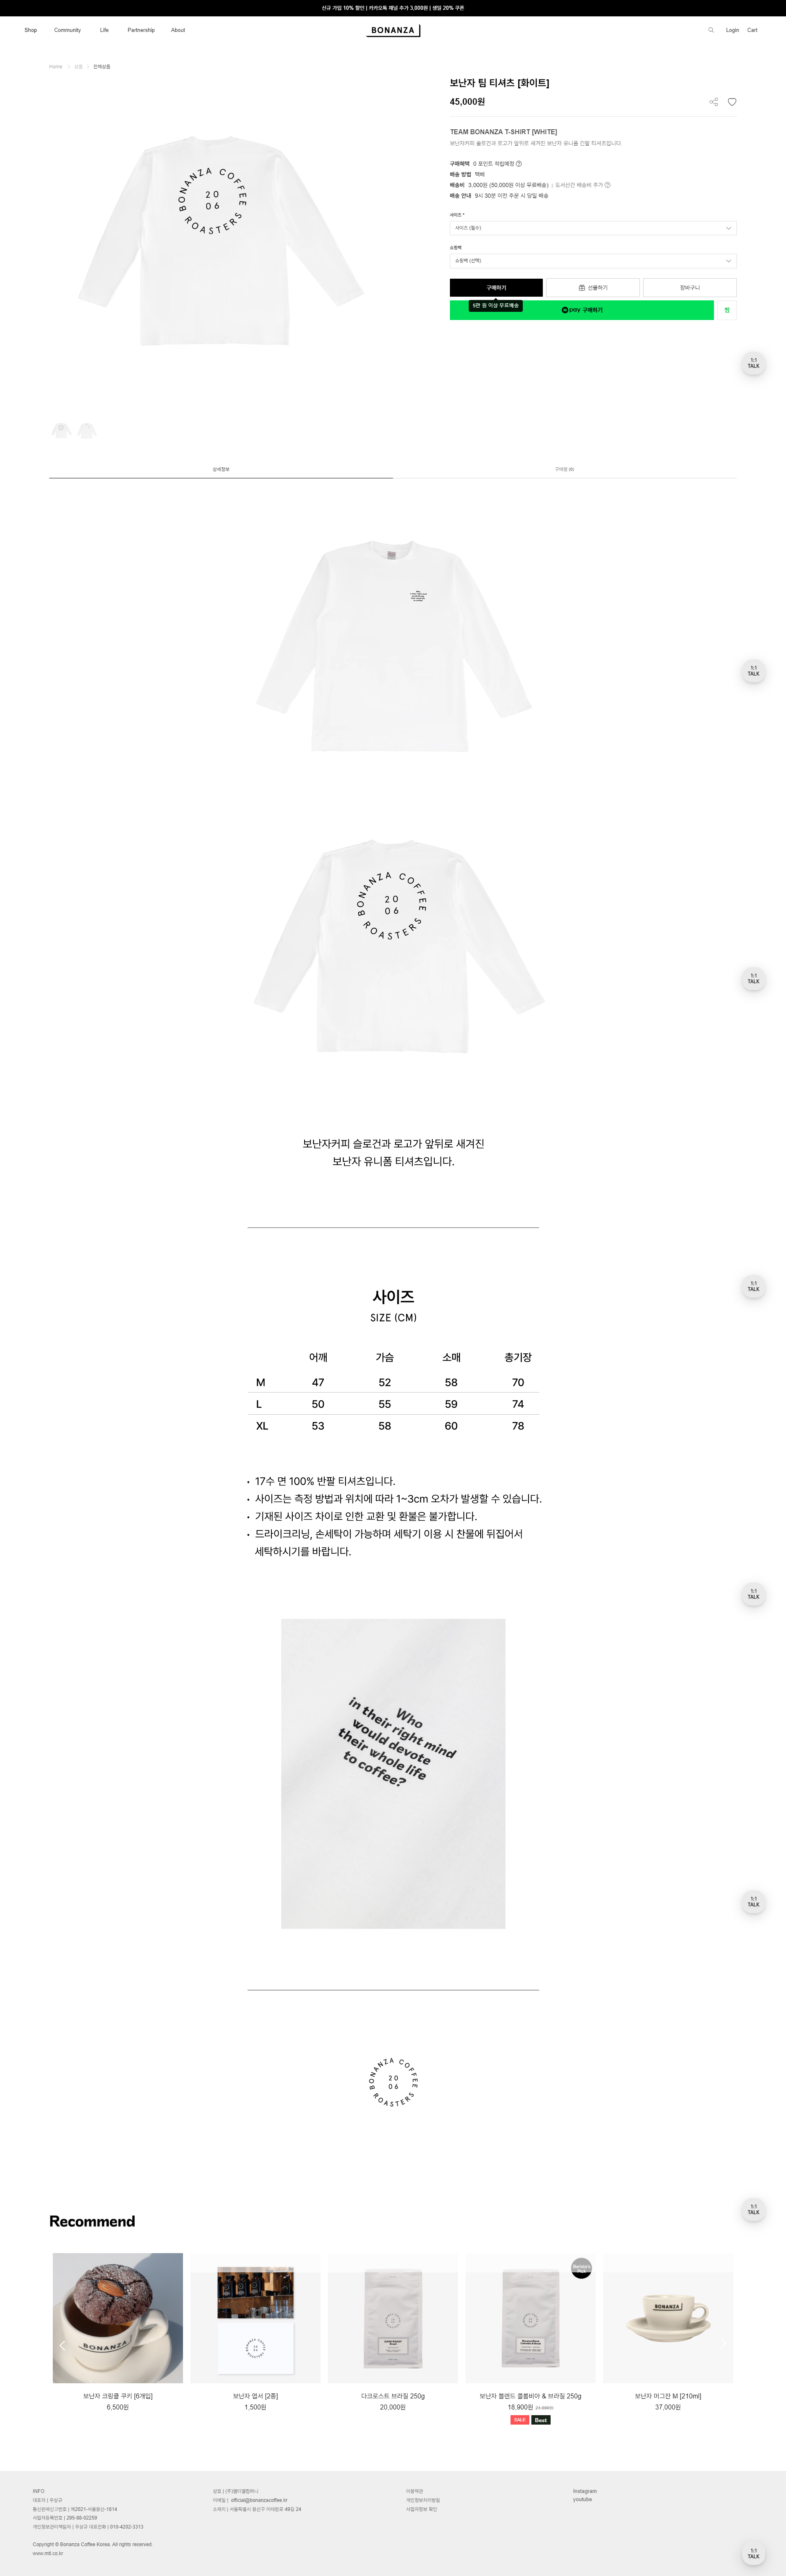 신규 가입 10% 할인 | 카카오톡 채널 추가 3,000원 | 생일 20% 쿠폰
Shop Community Life Partnership About
BONANZA
Login Cart
Home > 상품 > 전체상품
보난자 팀 티셔츠 [화이트]
45,000원
TEAM BONANZA T-SHIRT [WHITE]
보난자커피 슬로건과 로고가 앞뒤로 새겨진 보난자 유니폼 긴팔 티셔츠입니다.
구매혜택 0 포인트 적립예정
배송 방법 택배
배송비 3,000원 (50,000원 이상 무료배송) | 도서산간 배송비 추가
배송 안내 9시 30분 이전 주문 시 당일 배송
사이즈 *
사이즈 (필수)
쇼핑백
쇼핑백 (선택)
구매하기
선물하기
장바구니
5만 원 이상 무료배송
N pay 구매하기
찜
BONANZA COFFEE ROASTERS
20
06
1:1
TALK
상세정보
구매평 (6)
1:1
TALK
BONANZA COFFEE ROASTERS
20
06
1:1
TALK
보난자커피 슬로건과 로고가 앞뒤로 새겨진
보난자 유니폼 티셔츠입니다.
1:1
TALK
사이즈
SIZE (CM)
어깨 가슴 소매 총기장
M 47 52 58 70
L 50 55 59 74
XL 53 58 60 78
• 17수 면 100% 반팔 티셔츠입니다.
• 사이즈는 측정 방법과 위치에 따라 1~3cm 오차가 발생할 수 있습니다.
• 기재된 사이즈 차이로 인한 교환 및 환불은 불가합니다.
• 드라이크리닝, 손세탁이 가능하며 세탁기 이용 시 찬물에 뒤집어서
세탁하시기를 바랍니다.
1:1
TALK
Who
in their right mind
would devote
their whole life
to coffee?
1:1
TALK
BONANZA COFFEE ROASTERS
20
06
1:1
TALK
Recommend
BONANZA
BONANZA
보난자 크링클 쿠키 [6개입]
6,500원
보난자 엽서 [2종]
1,500원
다크로스트 브라질 250g
20,000원
보난자 블렌드 콜롬비아 & 브라질 250g
18,900원
SALE Best
보난자 머그잔 M [210ml]
37,000원
INFO
대표자 | 우상규
통신판매신고번호 | 제2021-서울용산-1614
사업자등록번호 | 295-88-02259
개인정보관리책임자 | 우상규 대표전화 | 010-4202-3313
Copyright © Bonanza Coffee Korea. All rights reserved.
www.mtl.co.kr
이메일 | official@bonanzacoffee.kr
소재지 | 서울특별시 용산구 이태원로 49길 24
이용약관
개인정보처리방침
사업자정보 확인
Instagram
youtube
1:1
TALK